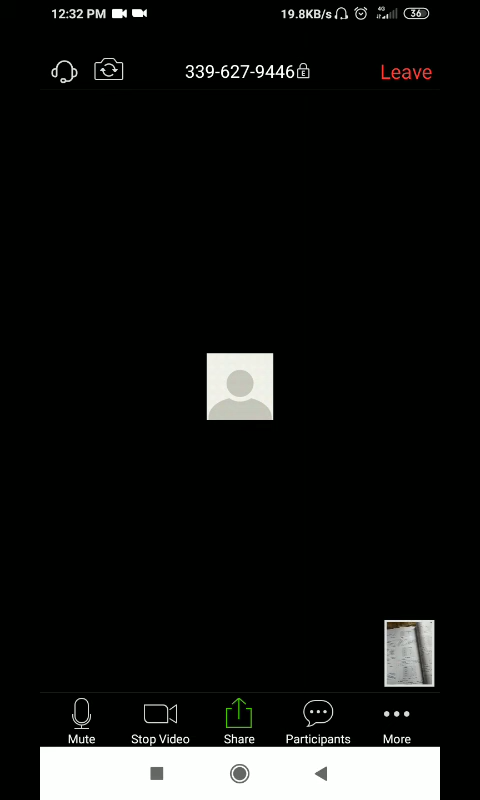 12:32 PM 19.8KB/s 4G 36
339-627-9446 E Leave
Mute Stop Video Share Participants More